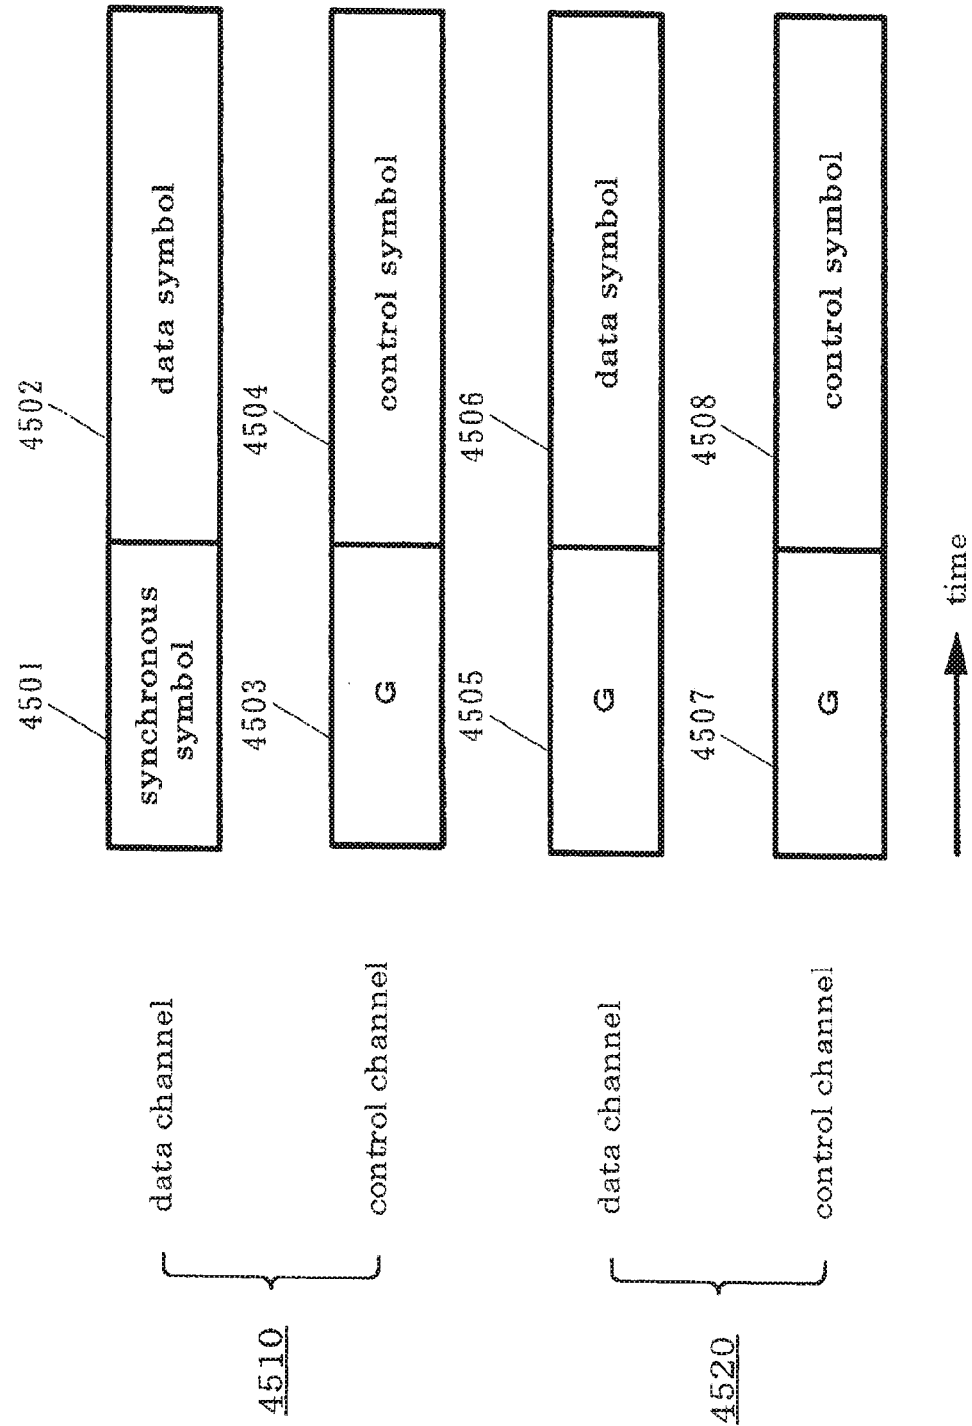 4501
4502
4510
data channel
synchronous
symbol
data symbol
4503
4504
control channel
G
control symbol
4505
4506
4520
data channel
G
data symbol
4507
4508
control channel
G
control symbol
time